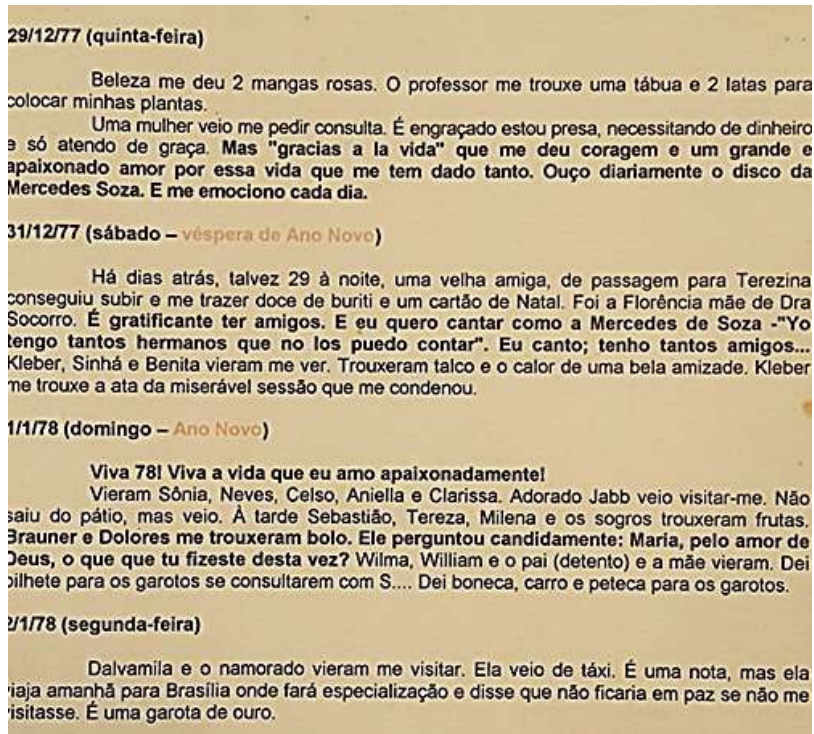 29/12/77 (quinta-feira)
Beleza me deu 2 mangas rosas. O professor me trouxe uma tábua e 2 latas para
colocar minhas plantas.
Uma mulher veio me pedir consulta. É engraçado estou presa, necessitando de dinheiro
e só atendo de graça. Mas "gracias a la vida" que me deu coragem e um grande e
apaixonado amor por essa vida que me tem dado tanto. Ouço diariamente o disco da
Mercedes Soza. E me emociono cada dia.
31/12/77 (sábado – véspera de Ano Novo)
Há dias atrás, talvez 29 à noite, uma velha amiga, de passagem para Terezina
conseguiu subir e me trazer doce de buriti e um cartão de Natal. Foi a Florência mãe de Dra
Socorro. É gratificante ter amigos. E eu quero cantar como a Mercedes de Soza -"Yo
tengo tantos hermanos que no los puedo contar". Eu canto; tenho tantos amigos...
Kleber, Sinhá e Benita vieram me ver. Trouxeram talco e o calor de uma bela amizade. Kleber
me trouxe a ata da miserável sessão que me condenou.
1/1/78 (domingo – Ano Novo)
Viva 78! Viva a vida que eu amo apaixonadamente!
Vieram Sônia, Neves, Celso, Aniella e Clarissa. Adorado Jabb veio visitar-me. Não
saiu do pátio, mas veio. À tarde Sebastião, Tereza, Milena e os sogros trouxeram frutas.
Brauner e Dolores me trouxeram bolo. Ele perguntou candidamente: Maria, pelo amor de
Deus, o que que tu fizeste desta vez? Wilma, William e o pai (detento) e a mãe vieram. Dei
bilhete para os garotos se consultarem com S.... Dei boneca, carro e peteca para os garotos.
2/1/78 (segunda-feira)
Dalvamila e o namorado vieram me visitar. Ela veio de táxi. É uma nota, mas ela
viaja amanhã para Brasília onde fará especialização e disse que não ficaria em paz se não me
visitasse. É uma garota de ouro.